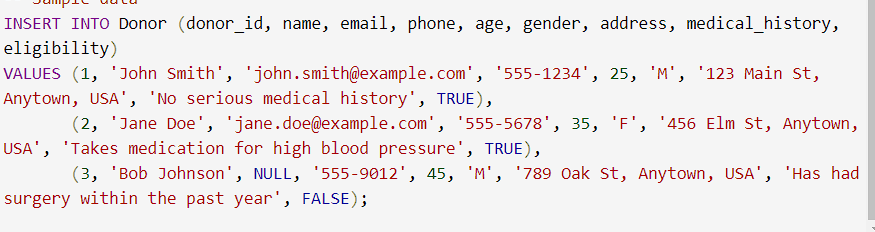 -- Sample data
INSERT INTO Donor (donor_id, name, email, phone, age, gender, address, medical_history,
eligibility)
VALUES (1, 'John Smith', 'john.smith@example.com', '555-1234', 25, 'M', '123 Main St,
Anytown, USA', 'No serious medical history', TRUE),
(2, 'Jane Doe', 'jane.doe@example.com', '555-5678', 35, 'F', '456 Elm St, Anytown,
USA', 'Takes medication for high blood pressure', TRUE),
(3, 'Bob Johnson', NULL, '555-9012', 45, 'M', '789 Oak St, Anytown, USA', 'Has had
surgery within the past year', FALSE);